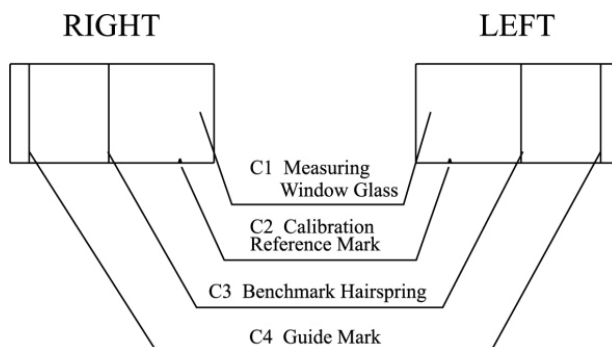 RIGHT
LEFT
C1 Measuring
Window Glass
C2 Calibration
Reference Mark
C3 Benchmark Hairspring
C4 Guide Mark